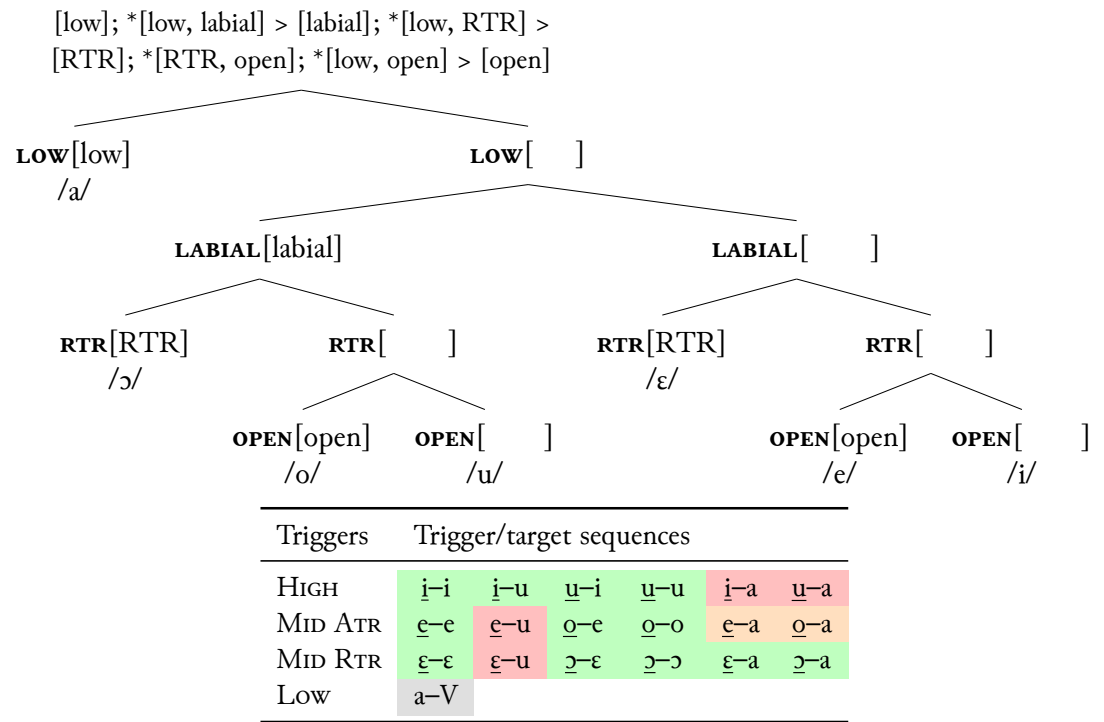 [low]; *[low, labial] > [labial]; *[low, RTR] >
[RTR]; *[RTR, open]; *[low, open] > [open]
LOW[low] LOW[ ]
/a/
LABIAL[labial] LABIAL[ ]
RTR[RTR] RTR[ ] RTR[RTR] RTR[ ]
/ɔ/ /ɛ/
OPEN[open] OPEN[ ] OPEN[open] OPEN[ ]
/o/ /u/ /e/ /i/
Triggers Trigger/target sequences
HIGH i–i i–u u–i u–u i–a u–a
MID ATR e–e e–u o–e o–o e–a o–a
MID RTR ɛ–ɛ ɛ–u ɔ–ɛ ɔ–ɔ ɛ–a ɔ–a
LOW a–V